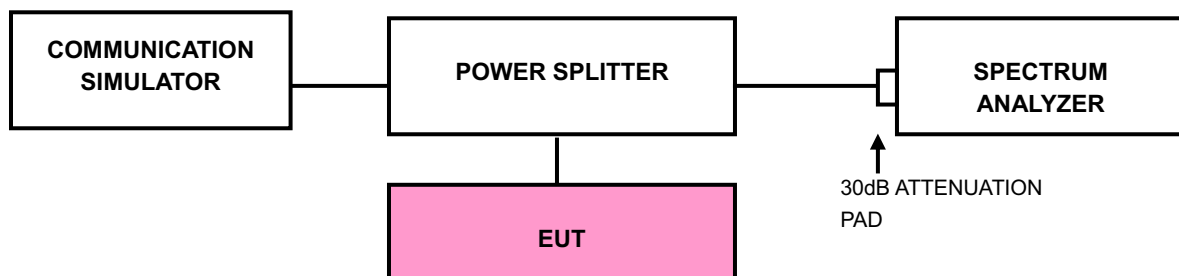 COMMUNICATION
SIMULATOR
POWER SPLITTER
SPECTRUM
ANALYZER
30dB ATTENUATION
PAD
EUT